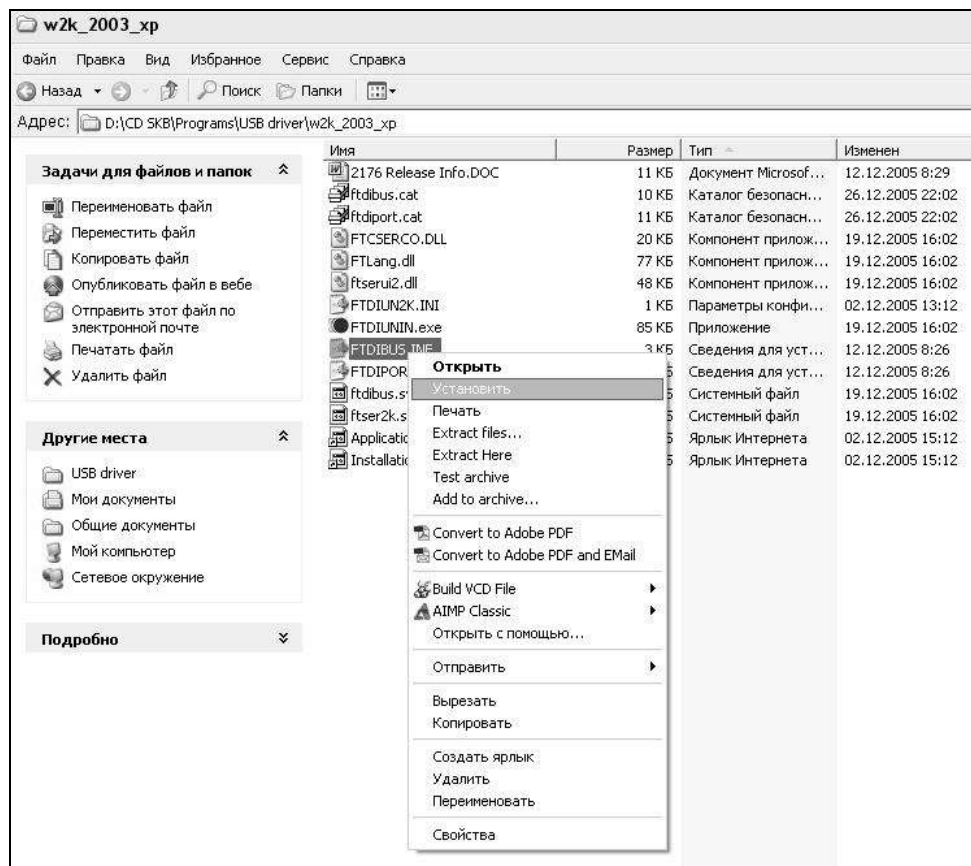 w2k_2003_xp
Файл Правка Вид Избранное Сервис Справка
Назад Поиск Папки
Адрес: D:\CD SKB\Programs\USB driver\w2k_2003_xp
Задачи для файлов и папок
Переименовать файл
Переместить файл
Копировать файл
Опубликовать файл в вебе
Отправить этот файл по
электронной почте
Печатать файл
Удалить файл
Другие места
USB driver
Мои документы
Общие документы
Мой компьютер
Сетевое окружение
Подробно
Имя Размер Тип Изменен
2176 Release Info.DOC 11 КБ Документ Microsof... 12.12.2005 8:29
ftdibus.cat 10 КБ Каталог безопасн... 26.12.2005 22:02
ftdiport.cat 11 КБ Каталог безопасн... 26.12.2005 22:02
FTCSERCO.DLL 20 КБ Компонент прилож... 19.12.2005 16:02
FTLang.dll 77 КБ Компонент прилож... 19.12.2005 16:02
ftserui2.dll 48 КБ Компонент прилож... 19.12.2005 16:02
FTDIUN2K.INI 1 КБ Параметры конфи... 02.12.2005 13:12
FTDIUNIN.exe 85 КБ Приложение 19.12.2005 16:02
FTDIBUS.INF 3 КБ Сведения для уст... 12.12.2005 8:26
FTDIPOR Сведения для уст... 12.12.2005 8:26
ftdibus.s Системный файл 19.12.2005 16:02
ftser2k.s Системный файл 19.12.2005 16:02
Applicatio Ярлык Интернета 02.12.2005 15:12
Installatio Ярлык Интернета 02.12.2005 15:12
Открыть
Установить
Печать
Extract files...
Extract Here
Test archive
Add to archive...
Convert to Adobe PDF
Convert to Adobe PDF and EMail
Build VCD File
AIMP Classic
Открыть с помощью...
Отправить
Вырезать
Копировать
Создать ярлык
Удалить
Переименовать
Свойства